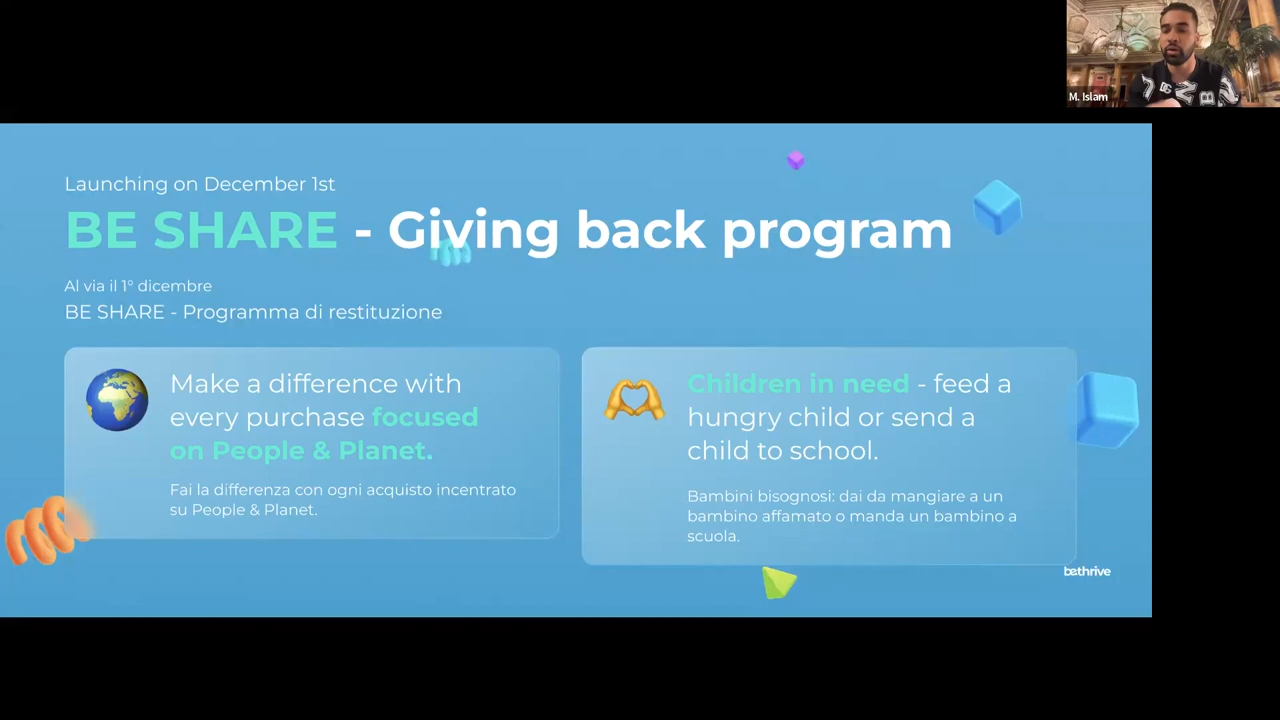 M. Islam
Launching on December 1st
BE SHARE - Giving back program
Al via il 1° dicembre
BE SHARE - Programma di restituzione
Make a difference with
every purchase focused
on People & Planet.
Fai la differenza con ogni acquisto incentrato
su People & Planet.
Children in need - feed a
hungry child or send a
child to school.
Bambini bisognosi: dai da mangiare a un
bambino affamato o manda un bambino a
scuola.
bethrive